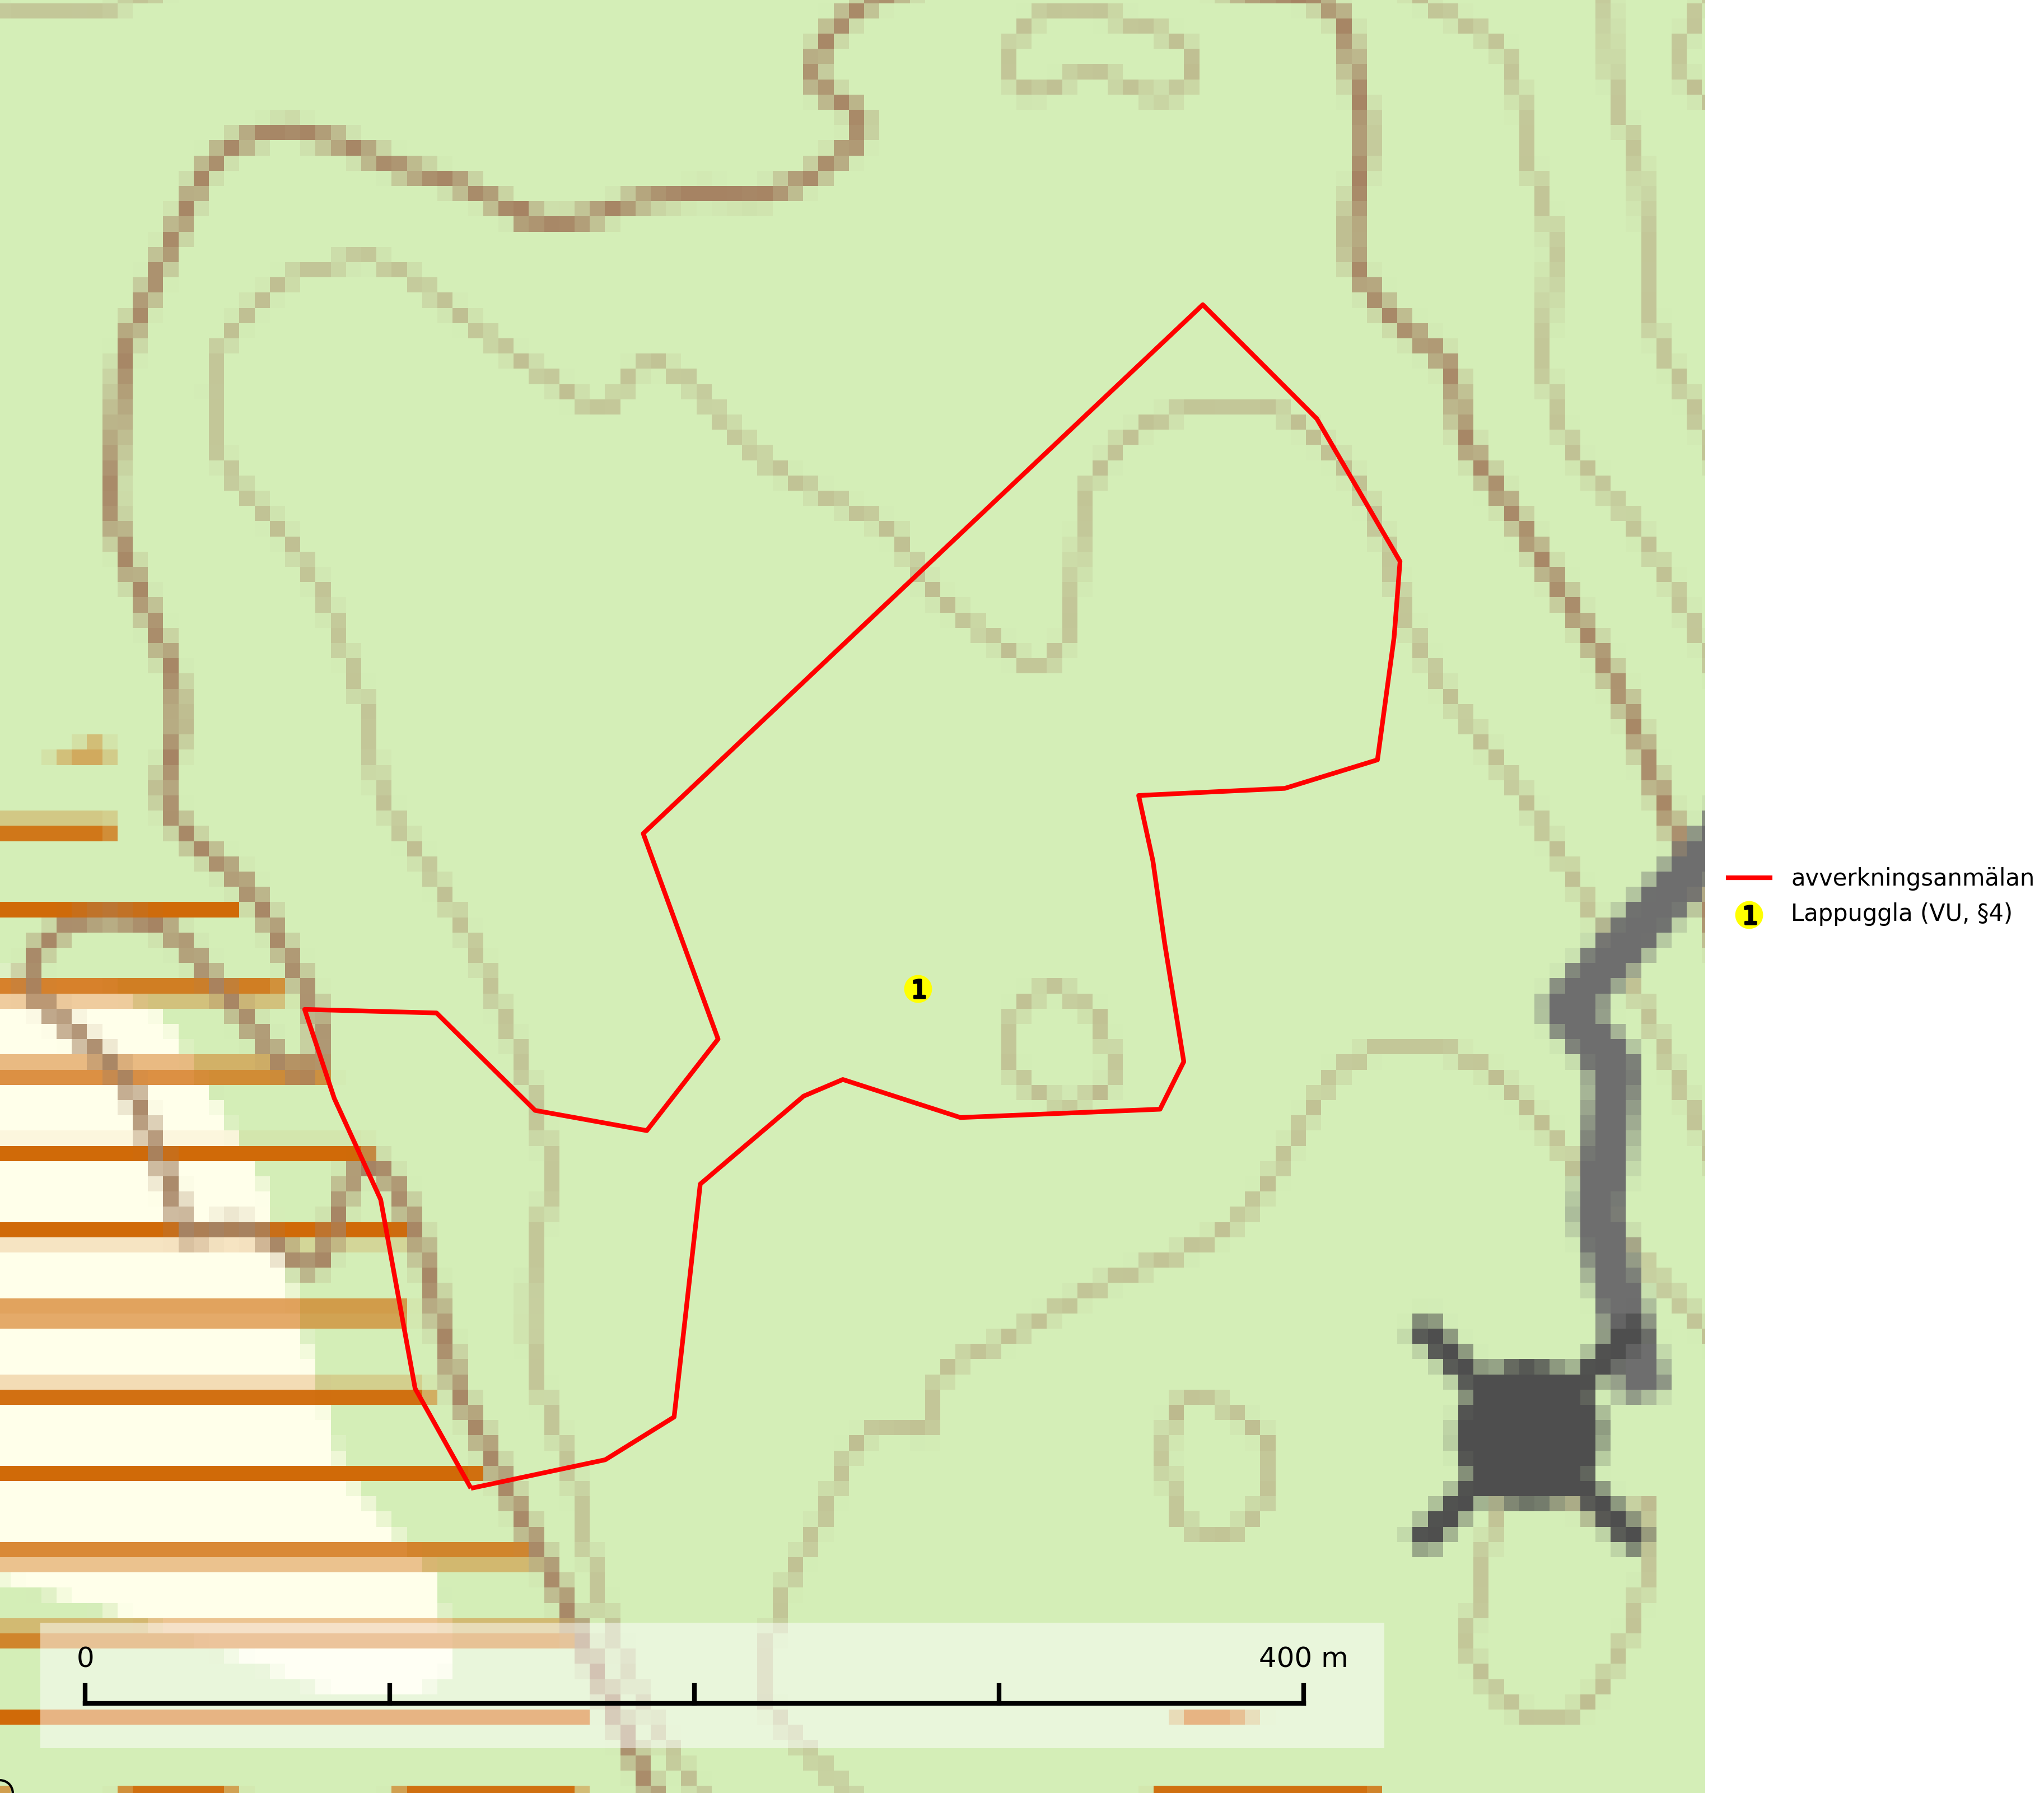 1
avverkningsanmälan
1 Lappuggla (VU, §4)
0 400 m